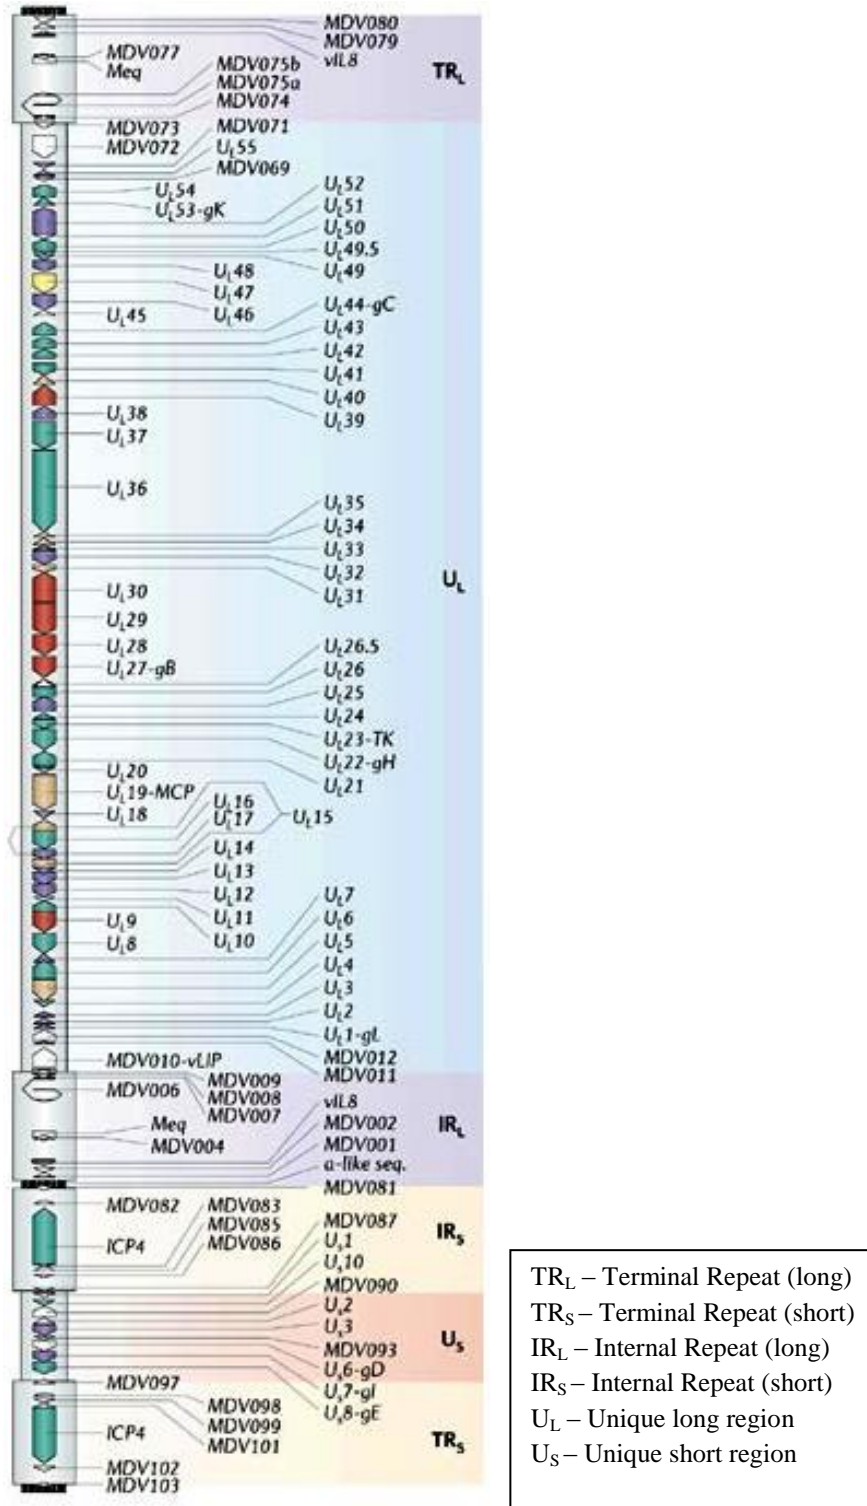 MDV080
MDV079
vIL8
MDV077
Meq
MDV075b
MDV075a
MDV074
TRL
MDV073
MDV072
MDV071
UL55
MDV069
UL54
UL53-gK
UL52
UL51
UL50
UL49.5
UL49
UL48
UL47
UL46
UL45
UL44-gC
UL43
UL42
UL41
UL40
UL39
UL38
UL37
UL36
UL35
UL34
UL33
UL32
UL31
UL
UL30
UL29
UL28
UL27-gB
UL26.5
UL26
UL25
UL24
UL23-TK
UL22-gH
UL21
UL20
UL19-MCP
UL18
UL16
UL17
UL15
UL14
UL13
UL12
UL11
UL10
UL9
UL8
UL7
UL6
UL5
UL4
UL3
UL2
UL1-gL
MDV012
MDV011
MDV010-vLIP
MDV009
MDV008
MDV007
MDV006
Meq
MDV004
vIL8
MDV002
MDV001
a-like seq.
MDV081
IRL
MDV082
MDV083
MDV085
MDV086
ICP4
MDV087
US1
US10
MDV090
IRS
US2
US3
MDV093
US6-gD
US7-gI
US8-gE
US
MDV097
MDV098
MDV099
MDV101
ICP4
MDV102
MDV103
TRS
TRL – Terminal Repeat (long)
TRS – Terminal Repeat (short)
IRL – Internal Repeat (long)
IRS – Internal Repeat (short)
UL – Unique long region
US – Unique short region